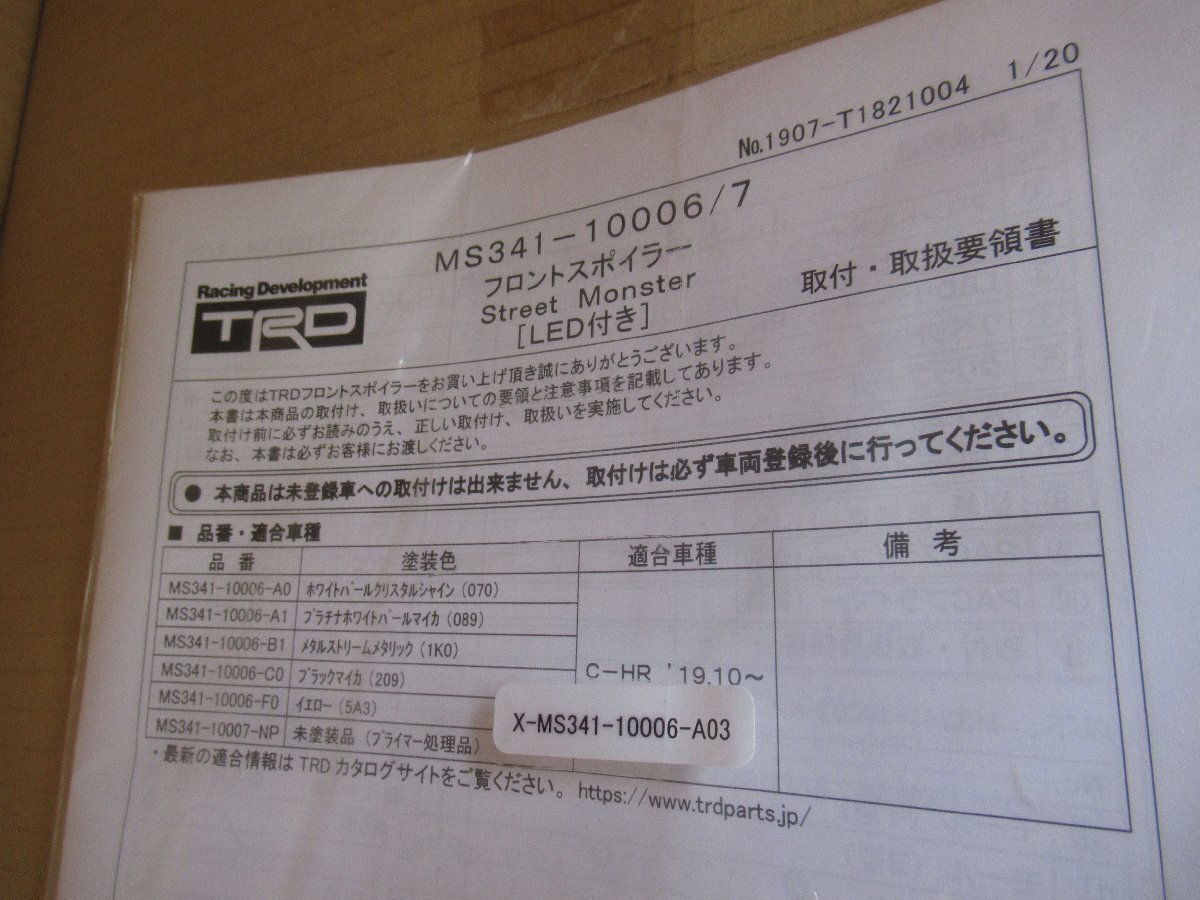 No.1907-T1821004 1/20
Racing Development
TRD
MS341-10006/7
フロントスポイラー
Street Monster
[LED付き]
取付・取扱要領書
この度はTRDフロントスポイラーをお買い上げ頂き誠にありがとうございます。
本書は本商品の取付け、取扱いについての要領と注意事項を記載してあります。
取付け前に必ずお読みのうえ、正しい取付け、取扱いを実施してください。
なお、本書は必ずお客様にお渡しください。
● 本商品は未登録車への取付けは出来ません、取付けは必ず車両登録後に行ってください。
■ 品番・適合車種
品番 塗装色 適合車種 備考
MS341-10006-A0 ホワイトパールクリスタルシャイン (070)
MS341-10006-A1 プラチナホワイトパールマイカ (089)
MS341-10006-B1 メタルストリームメタリック (1K0)
MS341-10006-C0 ブラックマイカ (209) C-HR '19.10～
MS341-10006-F0 イエロー (5A3)
MS341-10007-NP 未塗装品 (プライマー処理品)
X-MS341-10006-A03
・最新の適合情報は TRD カタログサイトをご覧ください。 https://www.trdparts.jp/